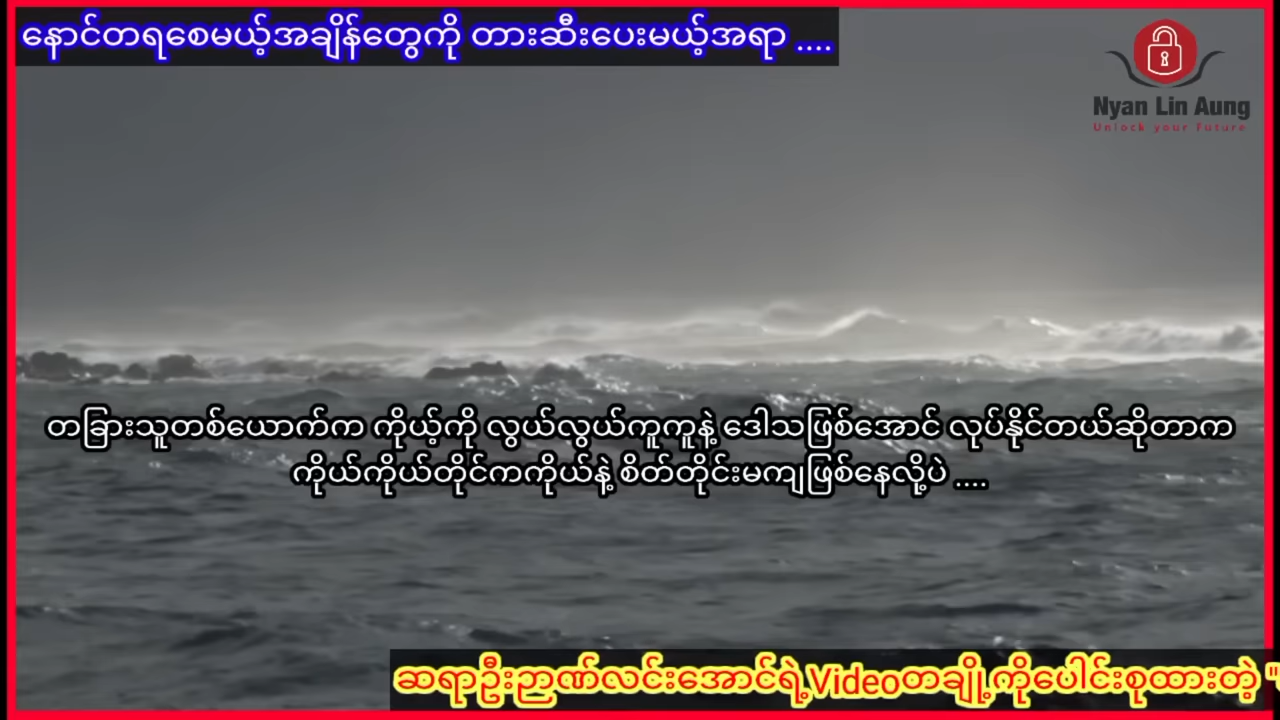 နောင်တရစေမယ့်အချိန်တွေကို တားဆီးပေးမယ့်အရာ ....
Nyan Lin Aung
Unlock your Future
တခြားသူတစ်ယောက်က ကိုယ့်ကို လွယ်လွယ်ကူကူနဲ့ ဒေါသဖြစ်အောင် လုပ်နိုင်တယ်ဆိုတာက
ကိုယ်ကိုယ်တိုင်ကကိုယ်နဲ့ စိတ်တိုင်းမကျဖြစ်နေလို့ပဲ ....
ဆရာဦးဉာဏ်လင်းအောင်ရဲ့Videoတချို့ကိုပေါင်းစုထားတဲ့ "